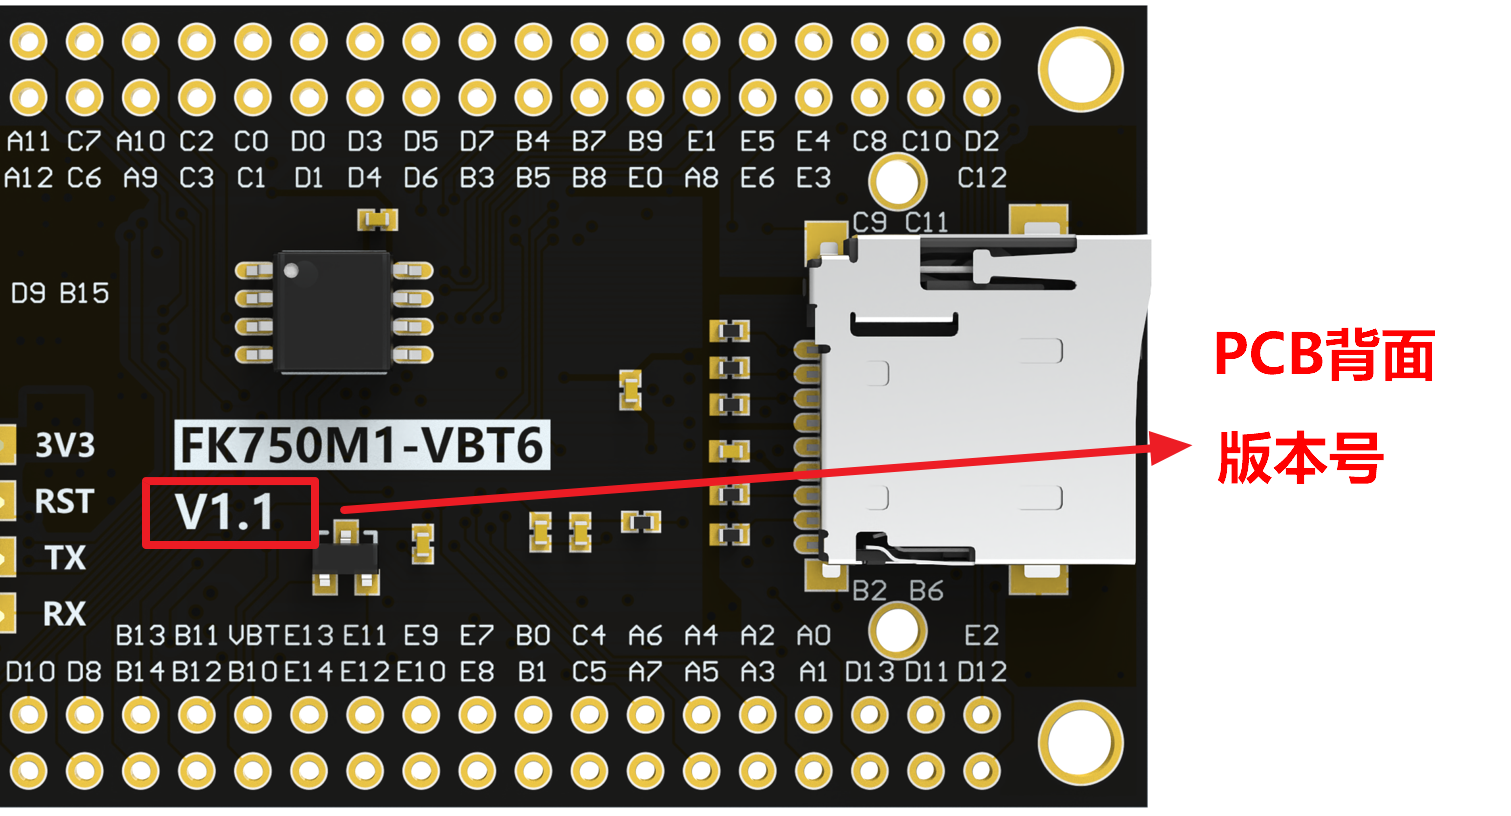 A11 C7 A10 C2 C0 D0 D3 D5 D7 B4 B7 B9 E1 E5 E4 C8 C10 D2
A12 C6 A9 C3 C1 D1 D4 D6 B3 B5 B8 E0 A8 E6 E3 C12
C9 C11
D9 B15
PCB背面
版本号
3V3
FK750M1-VBT6
RST
V1.1
TX
RX
B2 B6
B13 B11 VBT E13 E11 E9 E7 B0 C4 A6 A4 A2 A0 E2
D10 D8 B14 B12 B10 E14 E12 E10 E8 B1 C5 A7 A5 A3 A1 D13 D11 D12